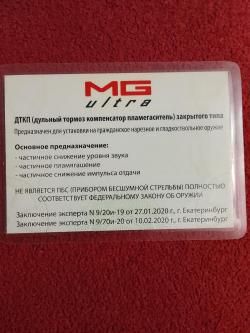 MG
ultra
ДТКП (дульный тормоз компенсатор пламегаситель) закрытого типа
Предназначен для установки на гражданское нарезное и гладкоствольное оружие
Основное предназначение:
- частичное снижение уровня звука
- частичное пламягашение
- частичное снижение импульса отдачи
НЕ ЯВЛЯЕТСЯ ПБС (ПРИБОРОМ БЕСШУМНОЙ СТРЕЛЬБЫ) ПОЛНОСТЬЮ
СООТВЕТСТВУЕТ ФЕДЕРАЛЬНОМУ ЗАКОНУ ОБ ОРУЖИИ
Заключение эксперта N 9/20и-19 от 27.01.2020 г., г. Екатеринбург
Заключение эксперта N 9/70и-20 от 10.02.2020 г., г. Екатеринбург